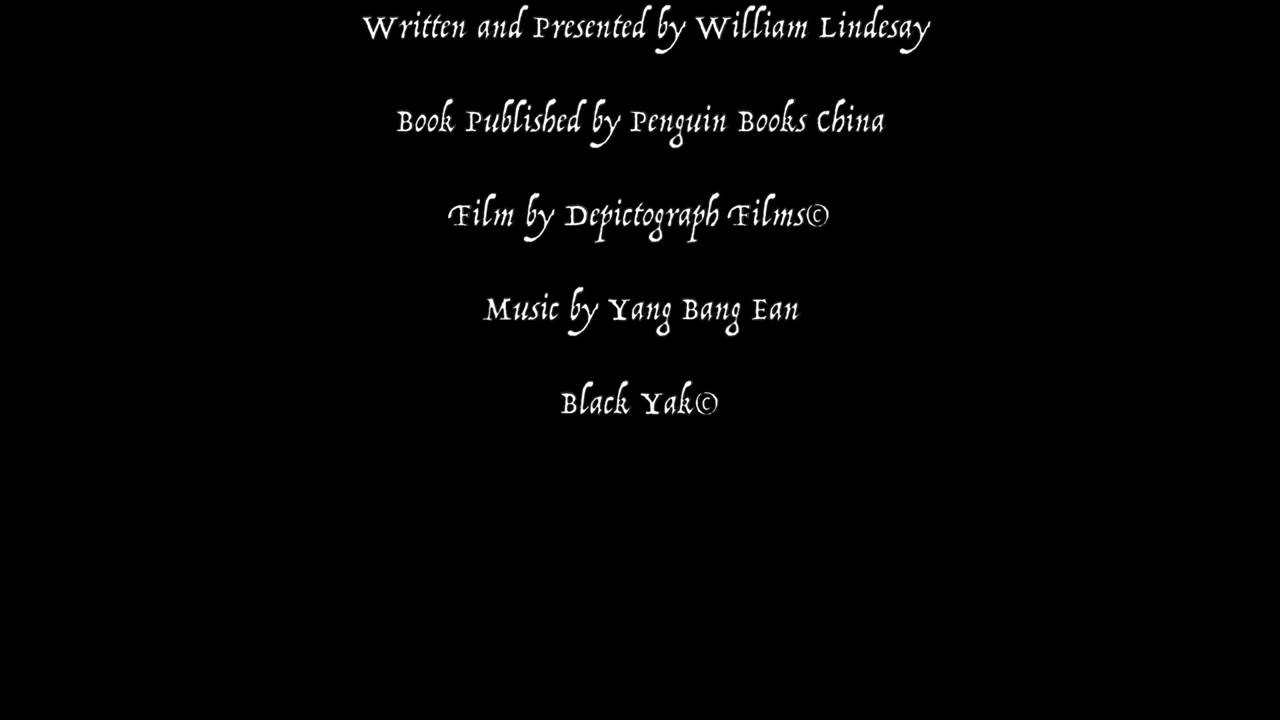 Written and Presented by William Lindesay
Book Published by Penguin Books China
Film by Depictograph Films©
Music by Yang Bang Ean
Black Yak©